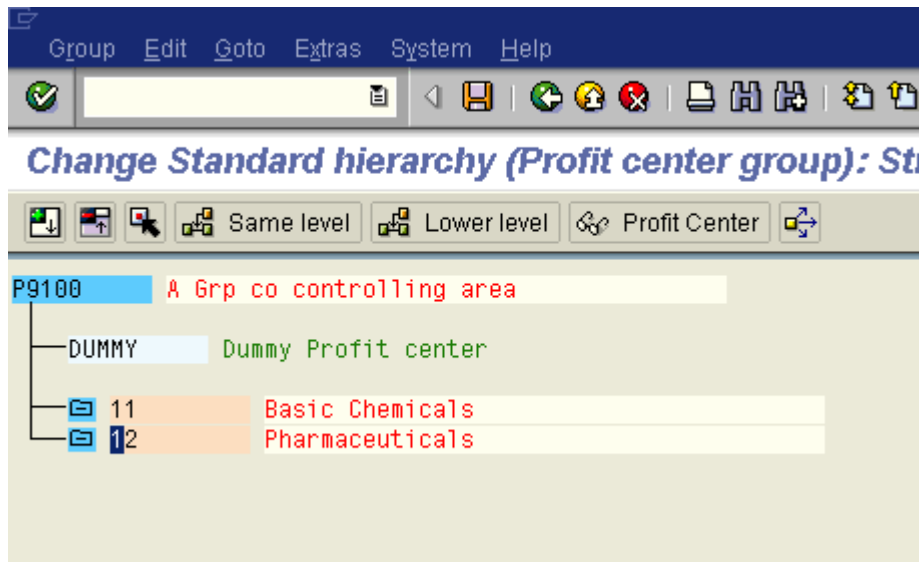 Group Edit Goto Extras System Help
Change Standard hierarchy (Profit center group): St
Same level Lower level Profit Center
P9100 A Grp co controlling area
DUMMY Dummy Profit center
11 Basic Chemicals
12 Pharmaceuticals